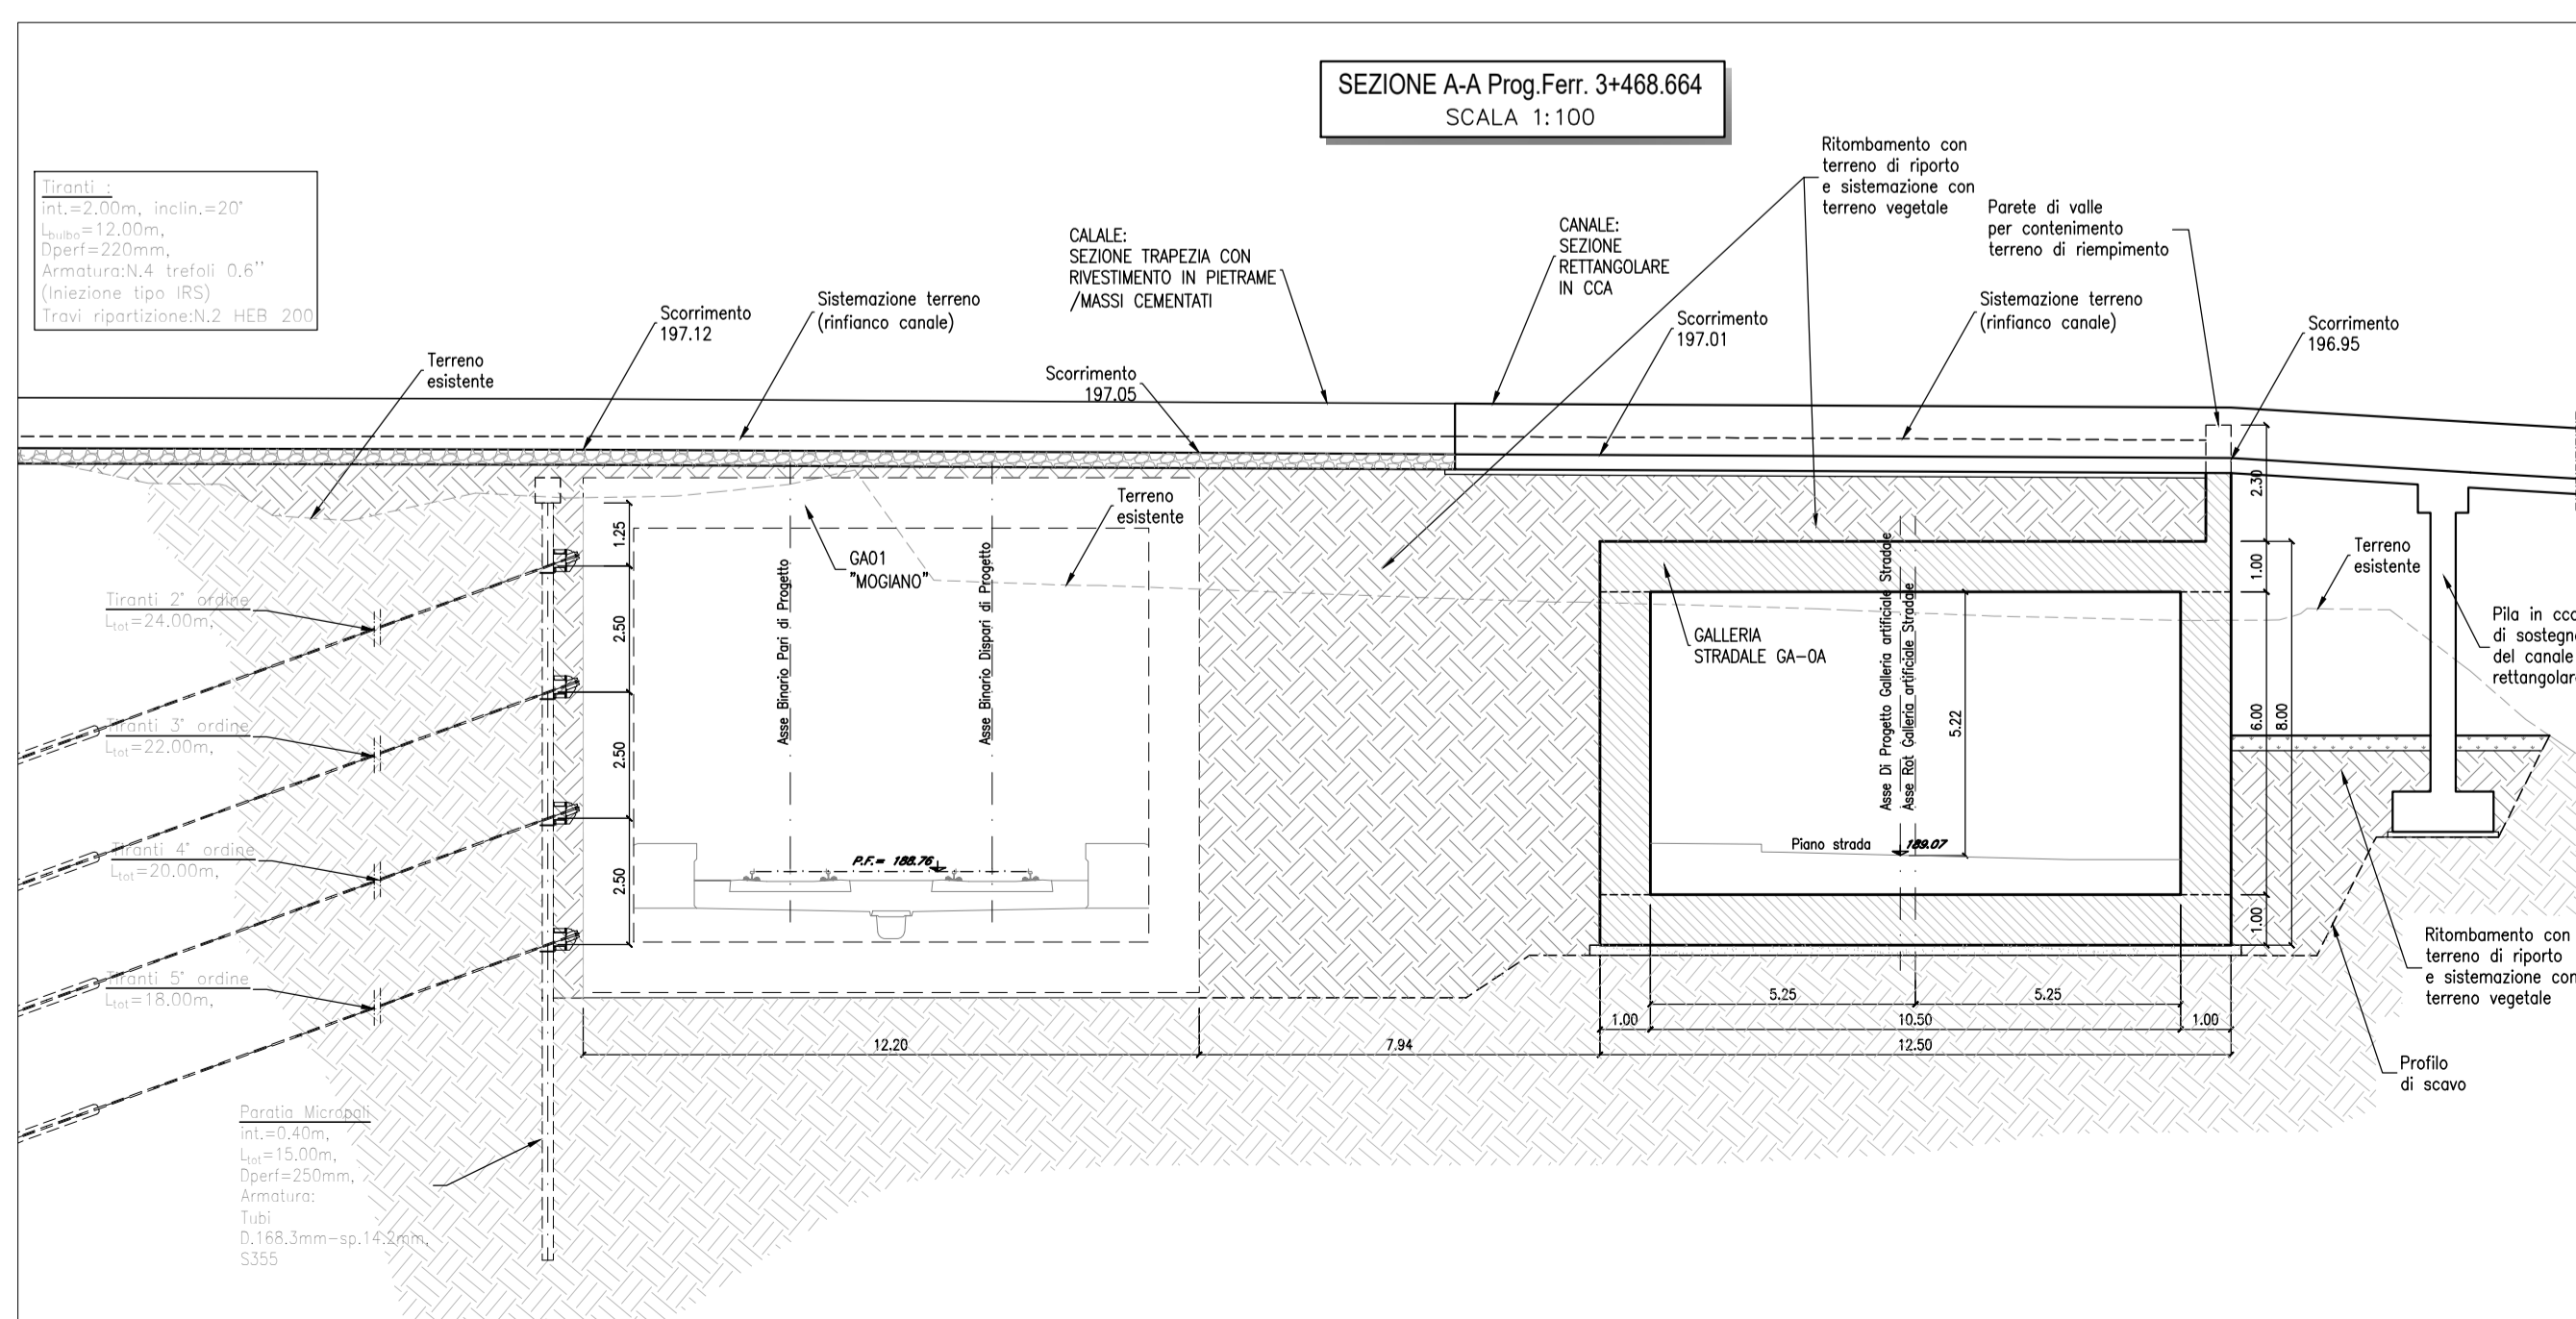 SEZIONE A-A Prog.Ferr. 3+468.664
SCALA 1:100
Tiranti :
int.=2.00m, inclin.=20°
Lbulbo=12.00m,
Dperf=220mm,
Armatura:N.4 trefoli 0.6''
(Iniezione tipo IRS)
Travi ripartizione:N.2 HEB 200
Terreno
esistente
Scorrimento
197.12
Sistemazione terreno
(rinfianco canale)
CALALE:
SEZIONE TRAPEZIA CON
RIVESTIMENTO IN PIETRAME
/MASSI CEMENTATI
Scorrimento
197.05
CANALE:
SEZIONE
RETTANGOLARE
IN CCA
Scorrimento
197.01
Ritombamento con
terreno di riporto
e sistemazione con
terreno vegetale
Parete di valle
per contenimento
terreno di riempimento
Sistemazione terreno
(rinfianco canale)
Scorrimento
196.95
Tiranti 2° ordine
Ltot=24.00m,
Tiranti 3° ordine
Ltot=22.00m,
Tiranti 4° ordine
Ltot=20.00m,
Tiranti 5° ordine
Ltot=18.00m,
Paratia Micropali
int.=0.40m,
Ltot=15.00m,
Dperf=250mm,
Armatura:
Tubi
D.168.3mm-sp.14.2mm,
S355
1.25
2.50
2.50
2.50
Asse Binario Pari di Progetto
GA01
"MOGIANO"
Asse Binario Dispari di Progetto
Terreno
esistente
P.F.= 188.76
12.20
7.94
GALLERIA
STRADALE GA-0A
Asse Di Progetto Galleria artificiale Stradale
Asse Rot Galleria artificiale Stradale
5.22
Piano strada
189.07
5.25
5.25
1.00
10.50
1.00
12.50
2.30
1.00
6.00
8.00
1.00
Terreno
esistente
Pila in cca
di sostegno
del canale
rettangolare
Ritombamento con
terreno di riporto
e sistemazione con
terreno vegetale
Profilo
di scavo